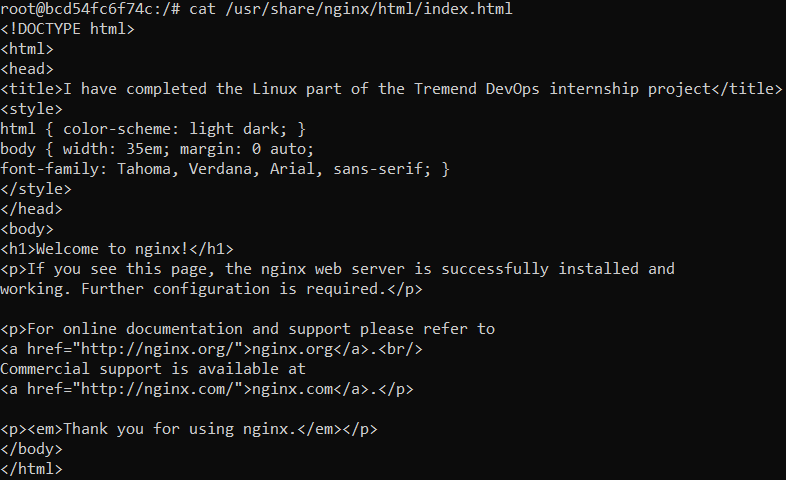 root@bcd54fc6f74c:/# cat /usr/share/nginx/html/index.html
<!DOCTYPE html>
<html>
<head>
<title>I have completed the Linux part of the Tremend DevOps internship project</title>
<style>
html { color-scheme: light dark; }
body { width: 35em; margin: 0 auto;
font-family: Tahoma, Verdana, Arial, sans-serif; }
</style>
</head>
<body>
<h1>Welcome to nginx!</h1>
<p>If you see this page, the nginx web server is successfully installed and
working. Further configuration is required.</p>

<p>For online documentation and support please refer to
<a href="http://nginx.org/">nginx.org</a>.<br/>
Commercial support is available at
<a href="http://nginx.com/">nginx.com</a>.</p>

<p><em>Thank you for using nginx.</em></p>
</body>
</html>